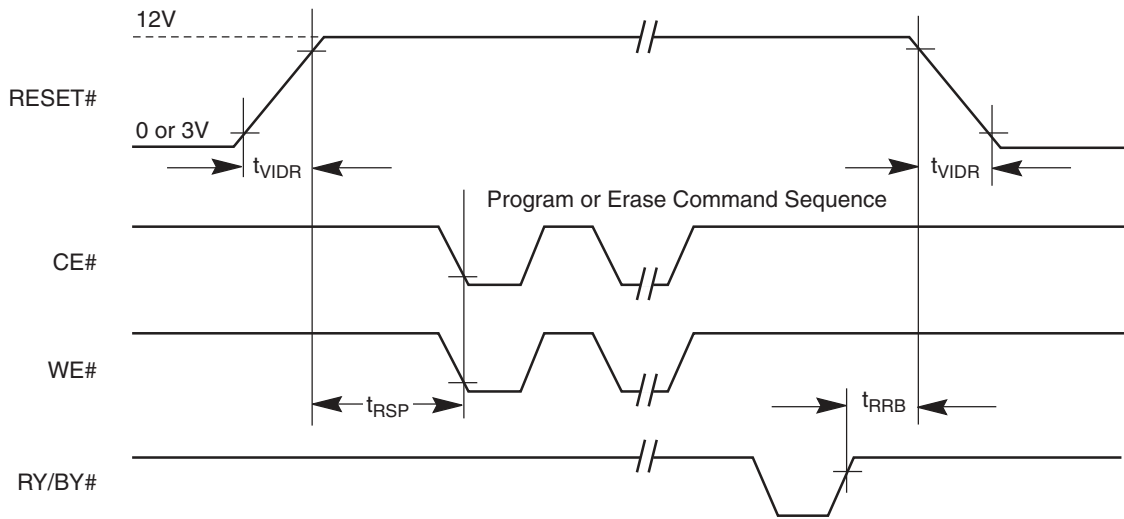 12V
RESET#
0 or 3V
tVIDR
tVIDR
Program or Erase Command Sequence
CE#
WE#
tRSP
tRRB
RY/BY#